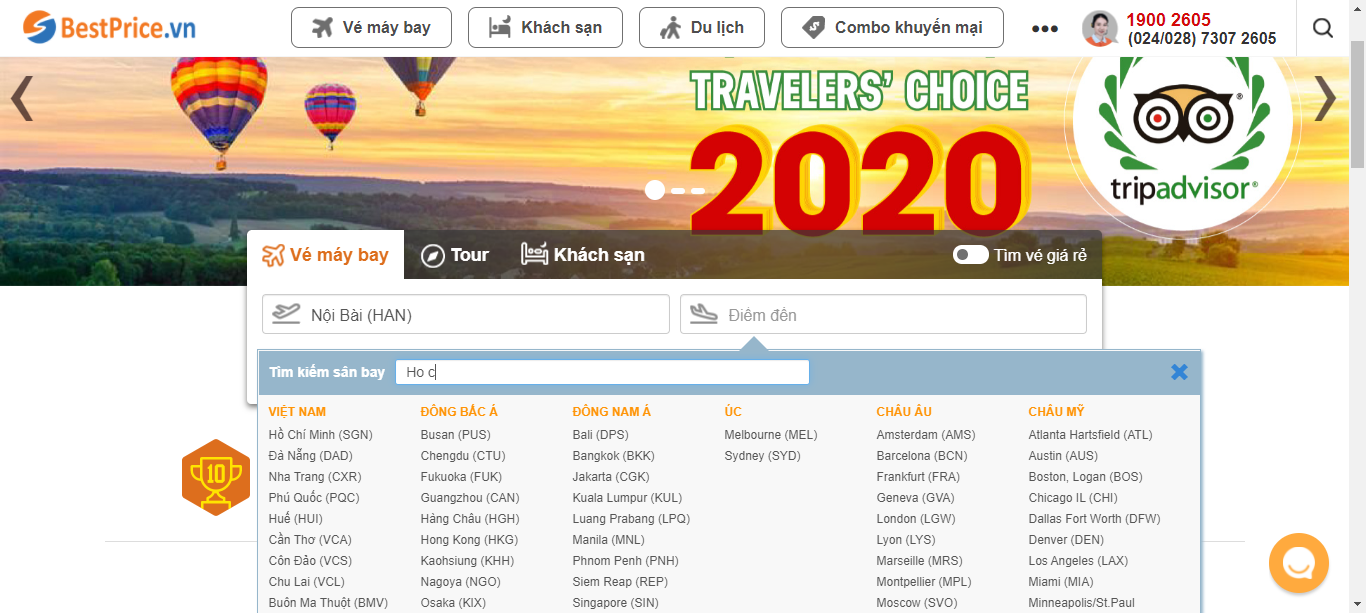 BestPrice.vn
Vé máy bay
Khách sạn
Du lịch
Combo khuyến mại
1900 2605
(024/028) 7307 2605
TRAVELERS' CHOICE
2020
tripadvisor®
Vé máy bay
Tour
Khách sạn
Tìm vé giá rẻ
Nội Bài (HAN)
Điểm đến
Tìm kiếm sân bay
Ho c
VIỆT NAM
Hồ Chí Minh (SGN)
Đà Nẵng (DAD)
Nha Trang (CXR)
Phú Quốc (PQC)
Huế (HUI)
Cần Thơ (VCA)
Côn Đảo (VCS)
Chu Lai (VCL)
Buôn Ma Thuột (BMV)
ĐÔNG BẮC Á
Busan (PUS)
Chengdu (CTU)
Fukuoka (FUK)
Guangzhou (CAN)
Hàng Châu (HGH)
Hong Kong (HKG)
Kaohsiung (KHH)
Nagoya (NGO)
Osaka (KIX)
ĐÔNG NAM Á
Bali (DPS)
Bangkok (BKK)
Jakarta (CGK)
Kuala Lumpur (KUL)
Luang Prabang (LPQ)
Manila (MNL)
Phnom Penh (PNH)
Siem Reap (REP)
Singapore (SIN)
ÚC
Melbourne (MEL)
Sydney (SYD)
CHÂU ÂU
Amsterdam (AMS)
Barcelona (BCN)
Frankfurt (FRA)
Geneva (GVA)
London (LGW)
Lyon (LYS)
Marseille (MRS)
Montpellier (MPL)
Moscow (SVO)
CHÂU MỸ
Atlanta Hartsfield (ATL)
Austin (AUS)
Boston, Logan (BOS)
Chicago IL (CHI)
Dallas Fort Worth (DFW)
Denver (DEN)
Los Angeles (LAX)
Miami (MIA)
Minneapolis/St.Paul
10